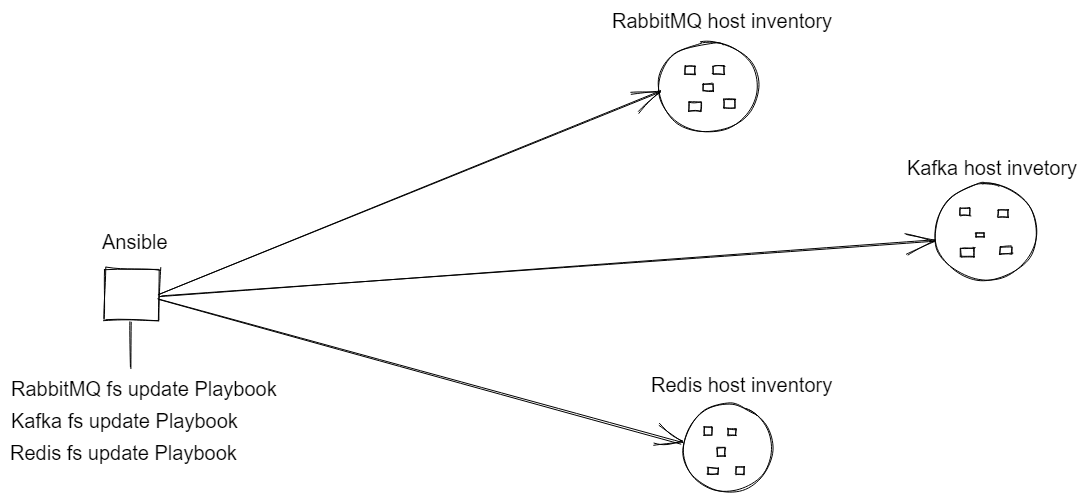 RabbitMQ host inventory
Kafka host invetory
Ansible
Redis host inventory
RabbitMQ fs update Playbook
Kafka fs update Playbook
Redis fs update Playbook